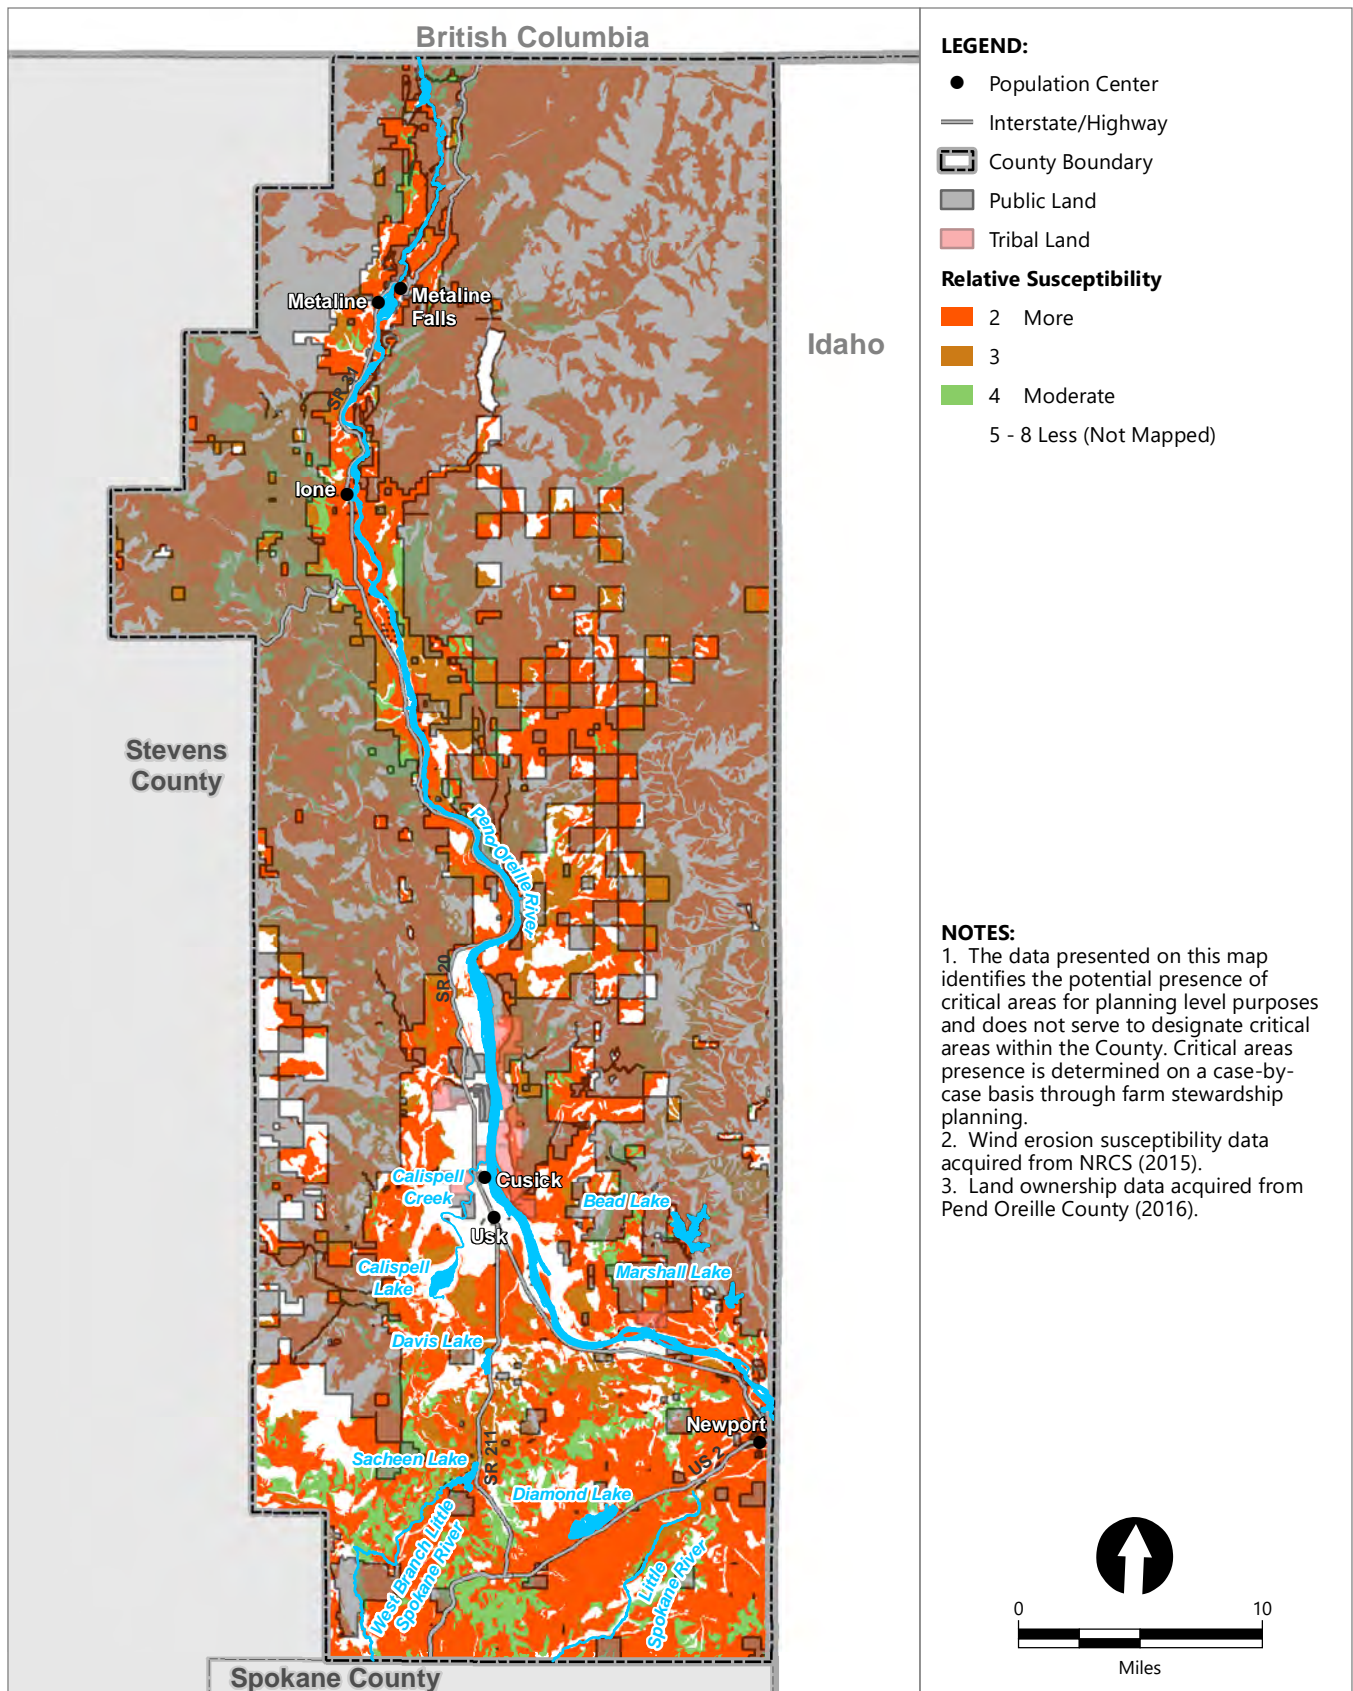 British Columbia
Idaho
Stevens
County
Spokane County
Metaline
Metaline
Falls
SR 31
Ione
Pend Oreille River
SR 20
Calispell
Creek
Cusick
Usk
Bead Lake
Calispell
Lake
Marshall Lake
Davis Lake
Newport
US 2
Sacheen Lake
SR 211
Diamond Lake
West Branch Little
Spokane River
Little
Spokane River
LEGEND:
Population Center
Interstate/Highway
County Boundary
Public Land
Tribal Land
Relative Susceptibility
2 More
3
4 Moderate
5 - 8 Less (Not Mapped)
NOTES:
1. The data presented on this map
identifies the potential presence of
critical areas for planning level purposes
and does not serve to designate critical
areas within the County. Critical areas
presence is determined on a case-by-
case basis through farm stewardship
planning.
2. Wind erosion susceptibility data
acquired from NRCS (2015).
3. Land ownership data acquired from
Pend Oreille County (2016).
0 10
Miles